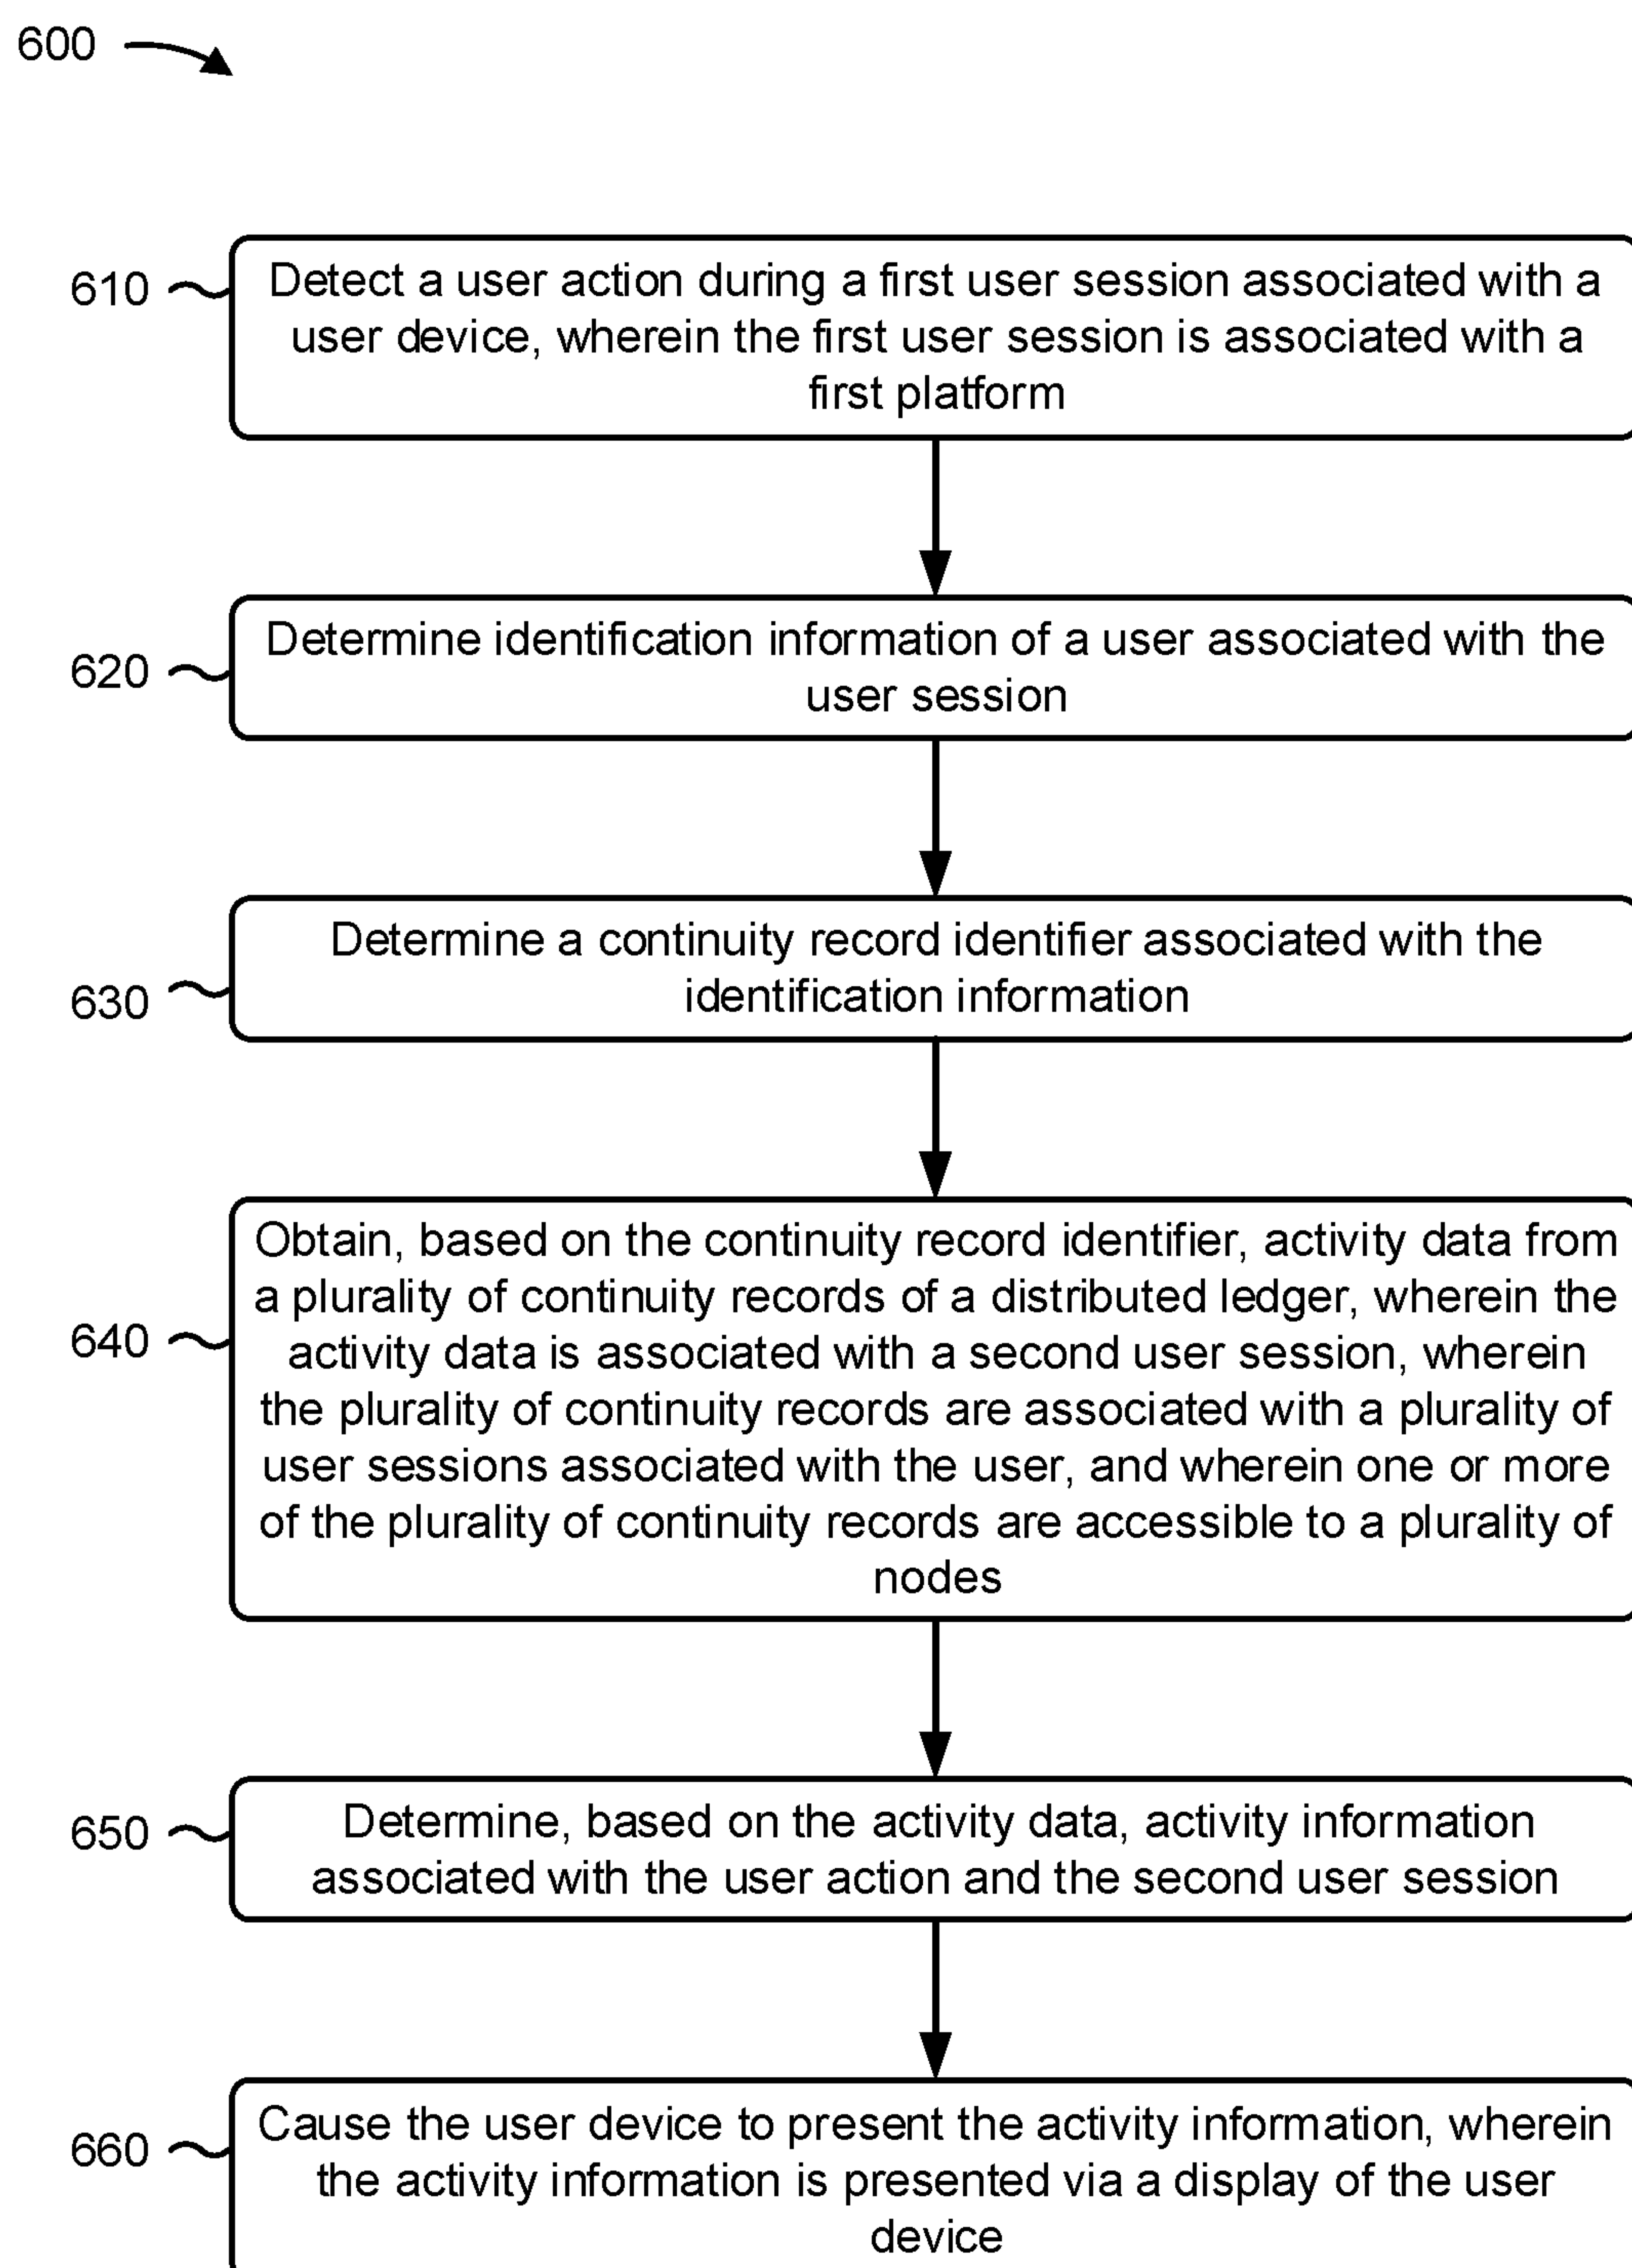 600
610
Detect a user action during a first user session associated with a
user device, wherein the first user session is associated with a
first platform
620
Determine identification information of a user associated with the
user session
630
Determine a continuity record identifier associated with the
identification information
640
Obtain, based on the continuity record identifier, activity data from
a plurality of continuity records of a distributed ledger, wherein the
activity data is associated with a second user session, wherein
the plurality of continuity records are associated with a plurality of
user sessions associated with the user, and wherein one or more
of the plurality of continuity records are accessible to a plurality of
nodes
650
Determine, based on the activity data, activity information
associated with the user action and the second user session
660
Cause the user device to present the activity information, wherein
the activity information is presented via a display of the user
device